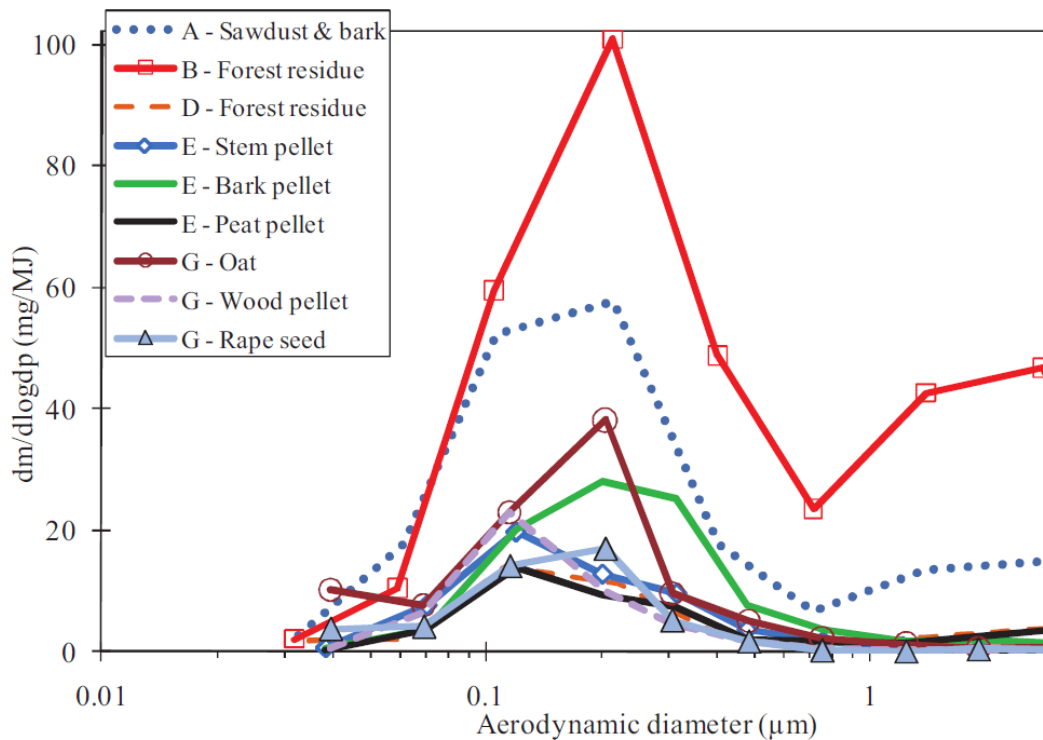 A - Sawdust & bark
B - Forest residue
D - Forest residue
E - Stem pellet
E - Bark pellet
E - Peat pellet
G - Oat
G - Wood pellet
G - Rape seed
100
80
60
40
20
0
dm/dlogdp (mg/MJ)
0.01
0.1
1
Aerodynamic diameter (µm)